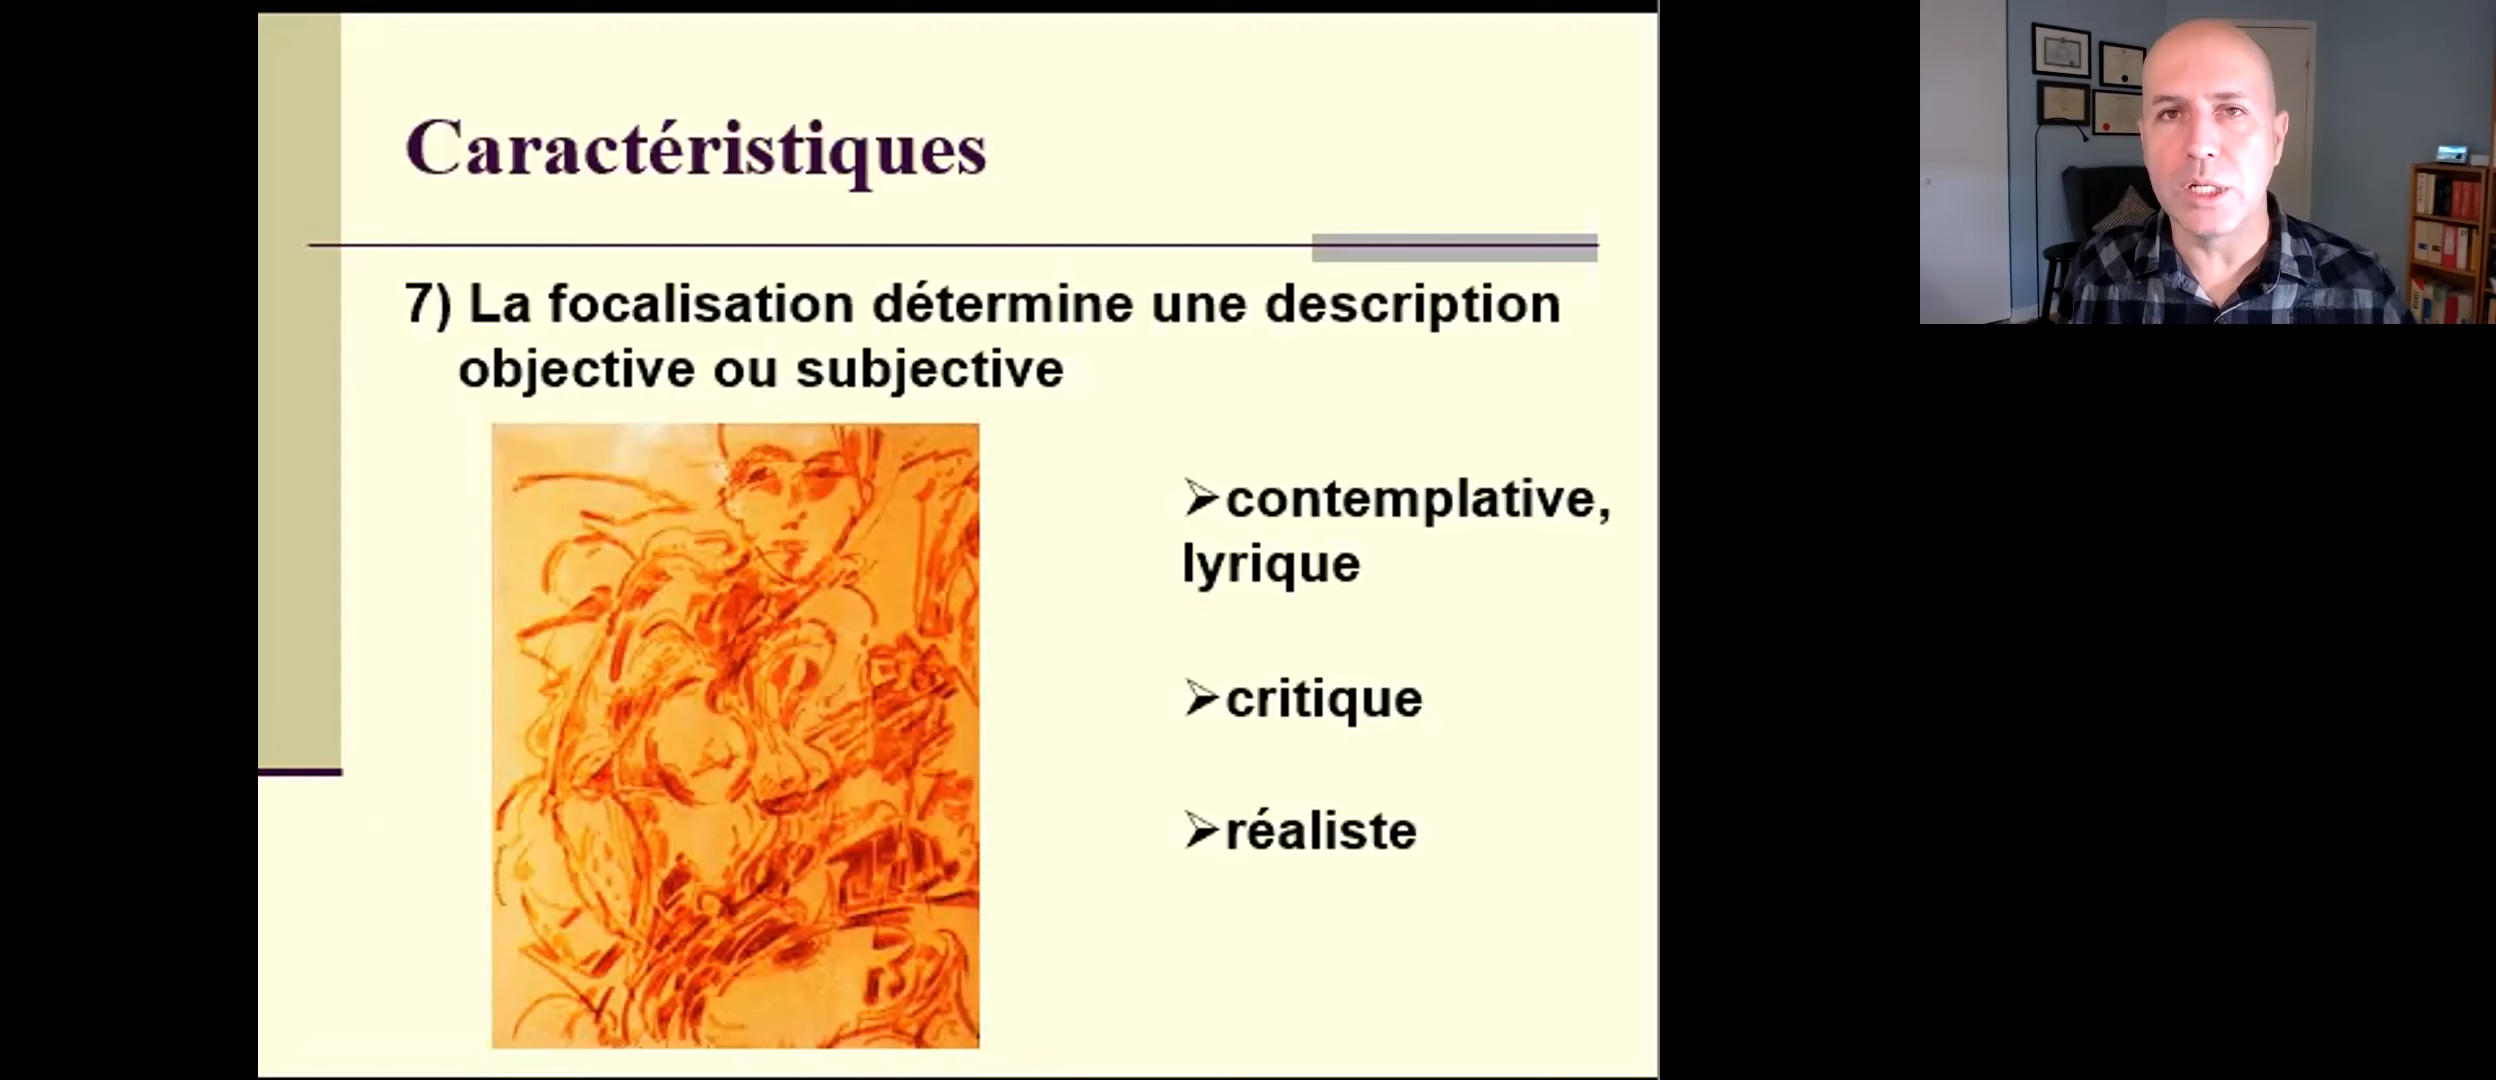 Caractéristiques
7) La focalisation détermine une description
objective ou subjective
➢contemplative,
lyrique
➢critique
➢réaliste